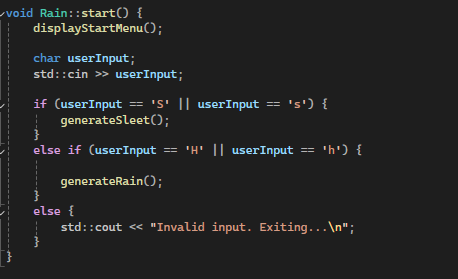 void Rain::start() {
    displayStartMenu();

    char userInput;
    std::cin >> userInput;

    if (userInput == 'S' || userInput == 's') {
        generateSleet();
    }
    else if (userInput == 'H' || userInput == 'h') {

        generateRain();
    }
    else {
        std::cout << "Invalid input. Exiting...\n";
    }
}